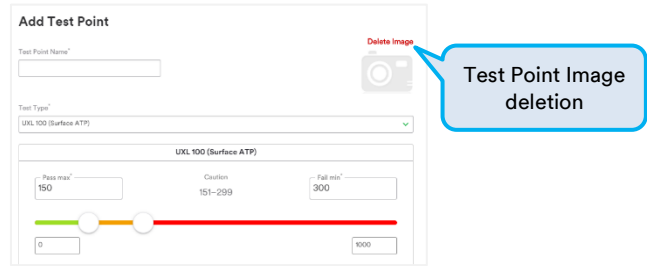 Add Test Point
Delete Image
Test Point Name*
Test Point Image
deletion
Test Type*
UXL 100 (Surface ATP)
UXL 100 (Surface ATP)
Pass max* Caution Fail min*
150 151–299 300
0 1000